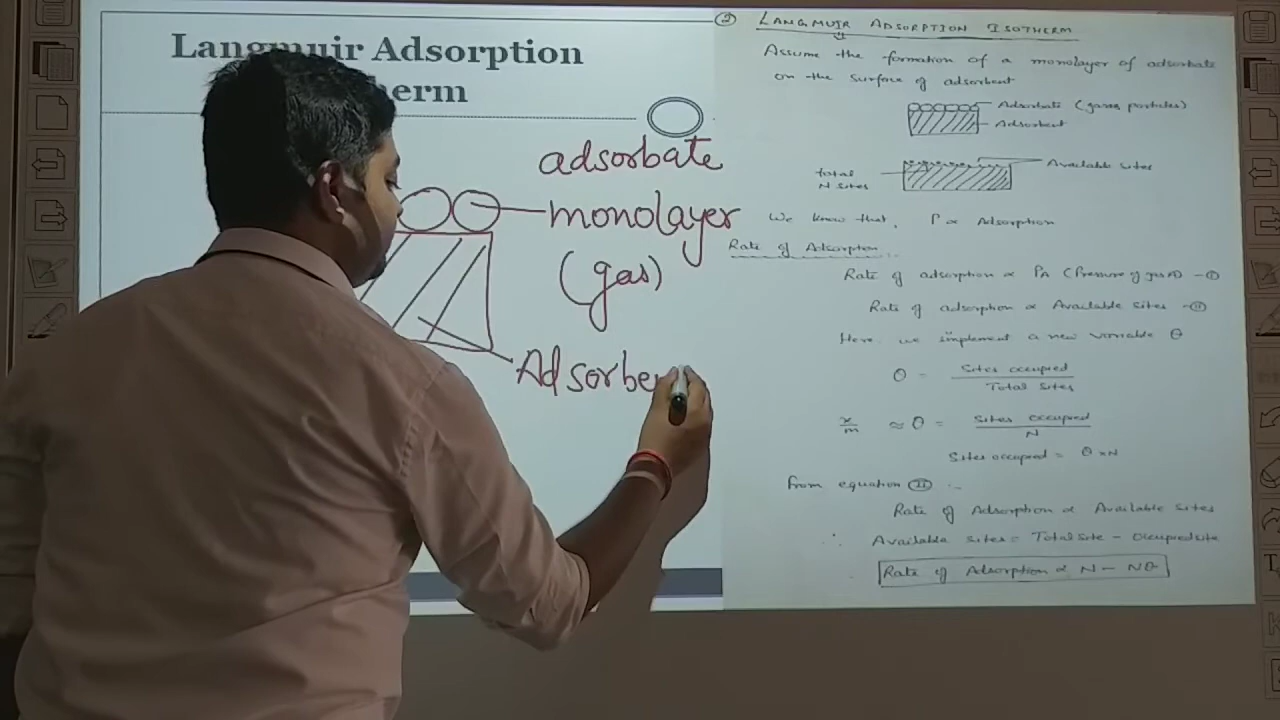 Langmuir Adsorption
herm
adsorbate
monolayer
(gas)
Adsorbe
② LANGMUIR ADSORPTION ISOTHERM
Assume the formation of a monolayer of adsorbate
on the surface of adsorbent
Adsorbate (gases particles)
Adsorbent
Available sites
total
N sites
We know that, P ∝ Adsorption
Rate of Adsorption
Rate of adsorption ∝ PA (Pressure of gas A) - ①
Rate of adsorption ∝ Available sites - ⑪
Here we implement a new variable θ
θ = Sites occupied
Total sites
x/m ≈ θ = Sites occupied
N
Sites occupied = θ × N
From equation ⑪
Rate of Adsorption ∝ Available sites
∴ Available sites = Total site - occupied site
Rate of Adsorption ∝ N - Nθ